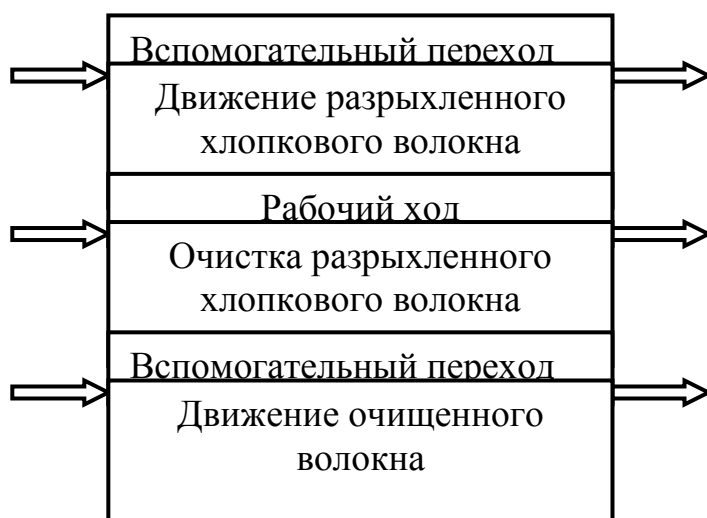 Вспомогательный переход
Движение разрыхленного
хлопкового волокна
Рабочий ход
Очистка разрыхленного
хлопкового волокна
Вспомогательный переход
Движение очищенного
волокна